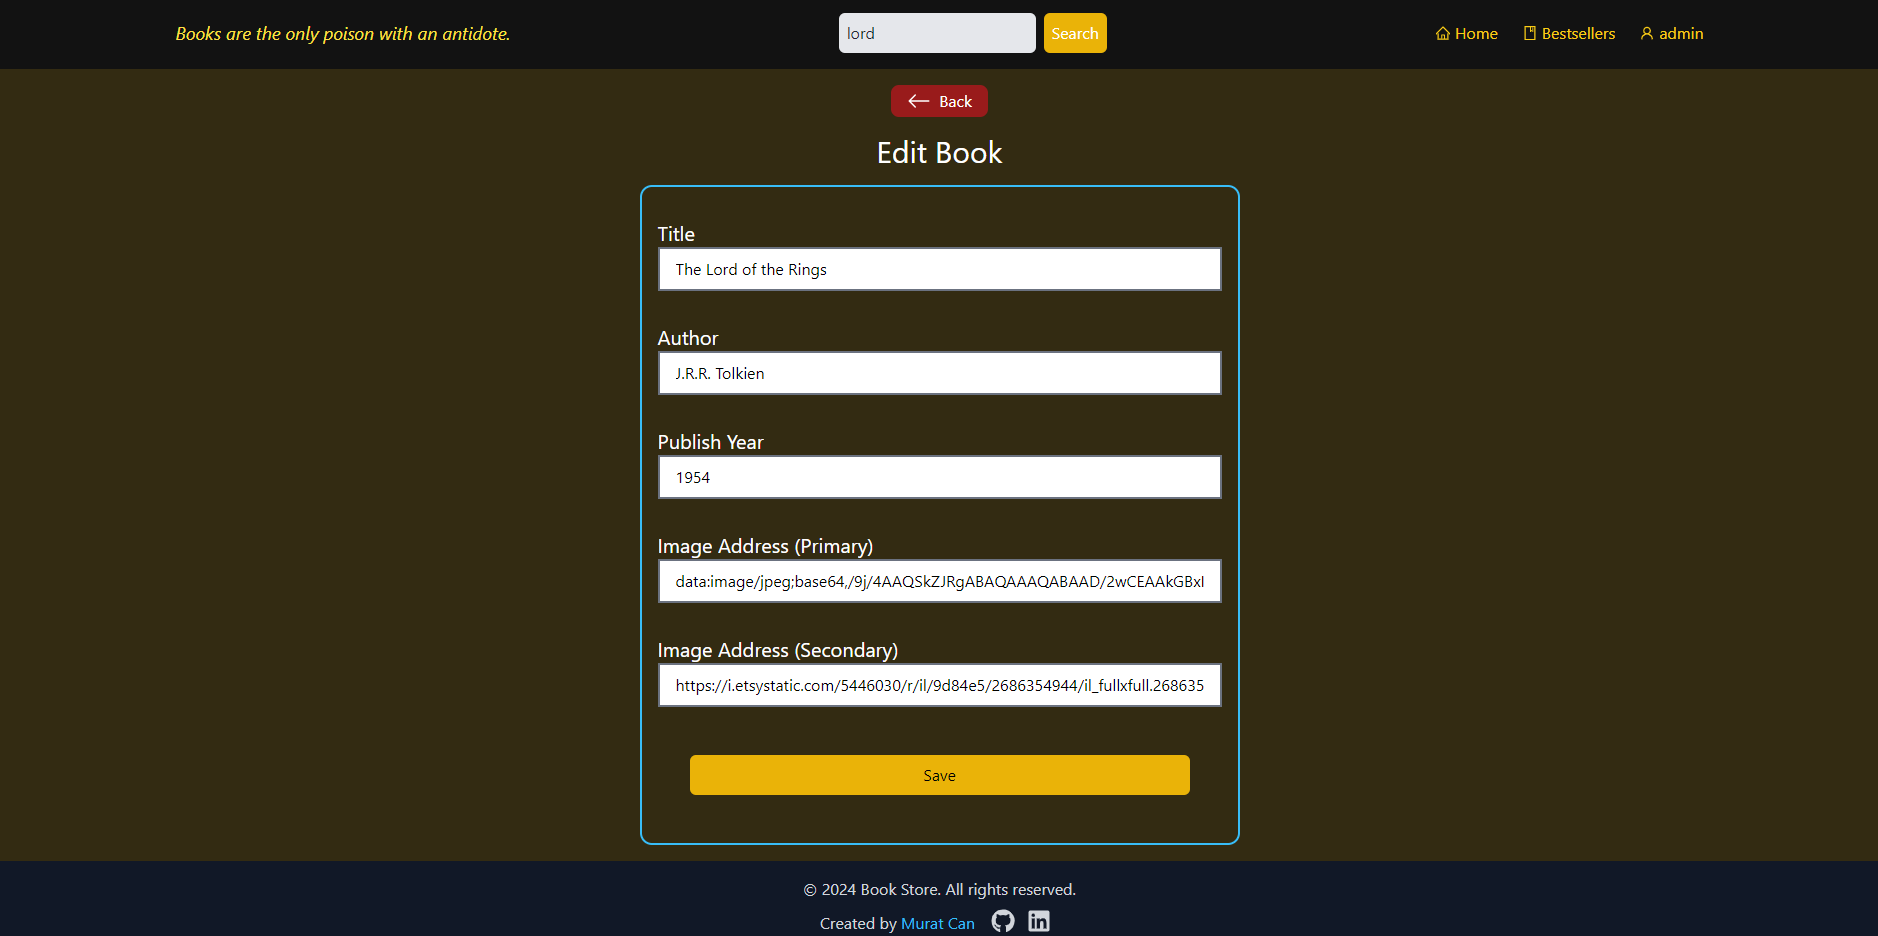 Books are the only poison with an antidote.
lord
Search
Home
Bestsellers
admin
Back
Edit Book
Title
The Lord of the Rings
Author
J.R.R. Tolkien
Publish Year
1954
Image Address (Primary)
data:image/jpeg;base64,/9j/4AAQSkZJRgABAQAAAQABAAD/2wCEAAkGBxI
Image Address (Secondary)
https://i.etsystatic.com/5446030/r/il/9d84e5/2686354944/il_fullxfull.268635
Save
© 2024 Book Store. All rights reserved.
Created by Murat Can